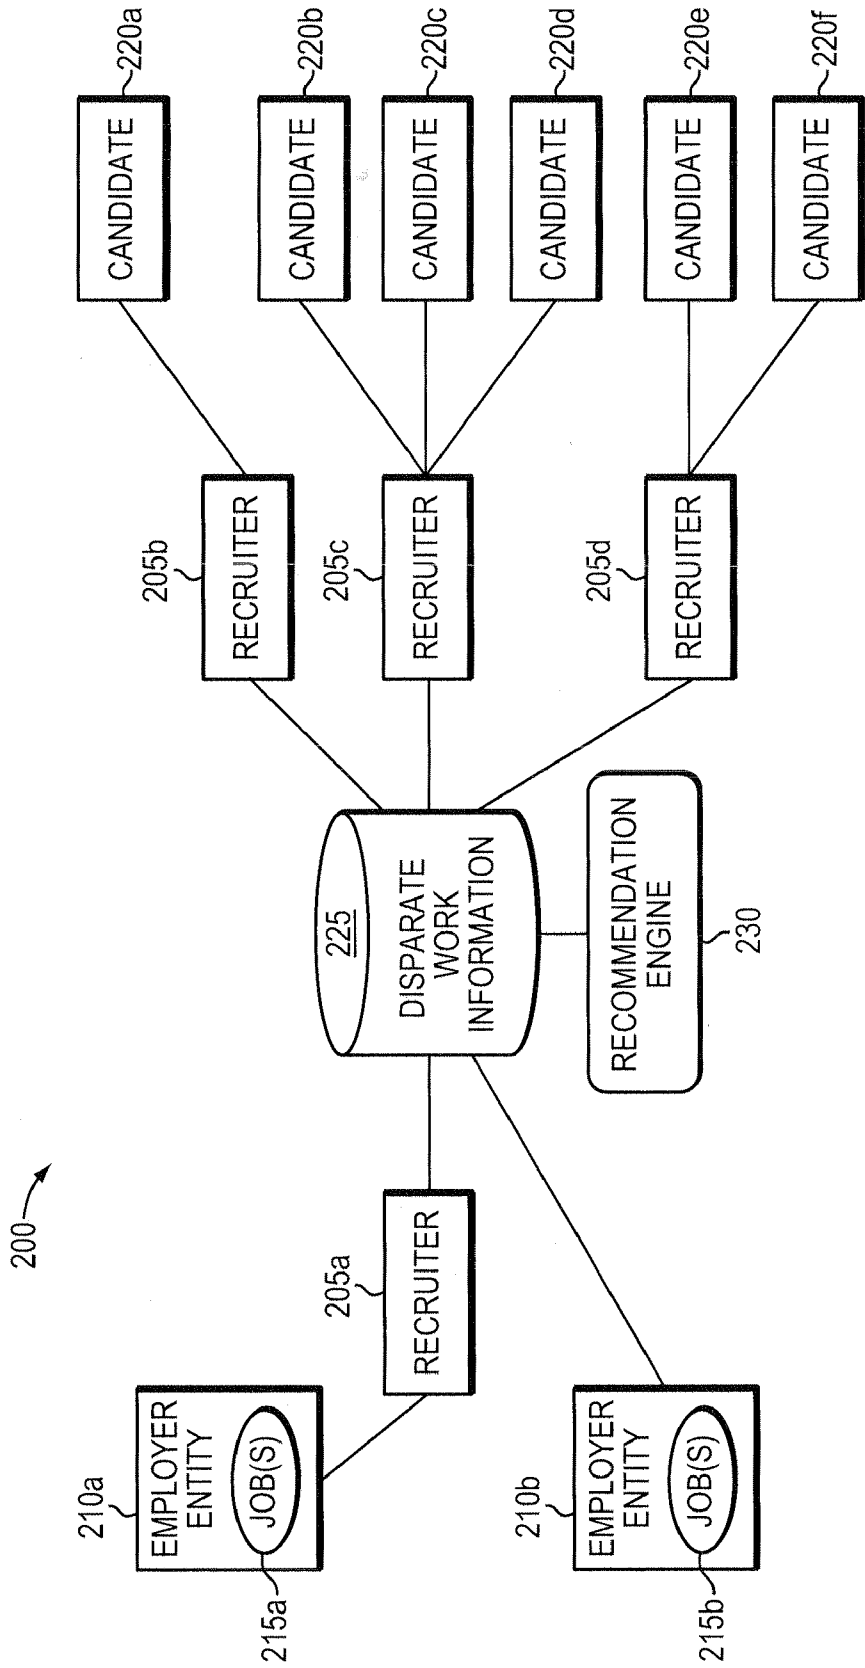 200
210a
EMPLOYER
ENTITY
JOB(S)
215a
210b
EMPLOYER
ENTITY
JOB(S)
215b
205a
RECRUITER
225
DISPARATE
WORK
INFORMATION
RECOMMENDATION
ENGINE
230
205b
RECRUITER
205c
RECRUITER
205d
RECRUITER
CANDIDATE
220a
CANDIDATE
220b
CANDIDATE
220c
CANDIDATE
220d
CANDIDATE
220e
CANDIDATE
220f